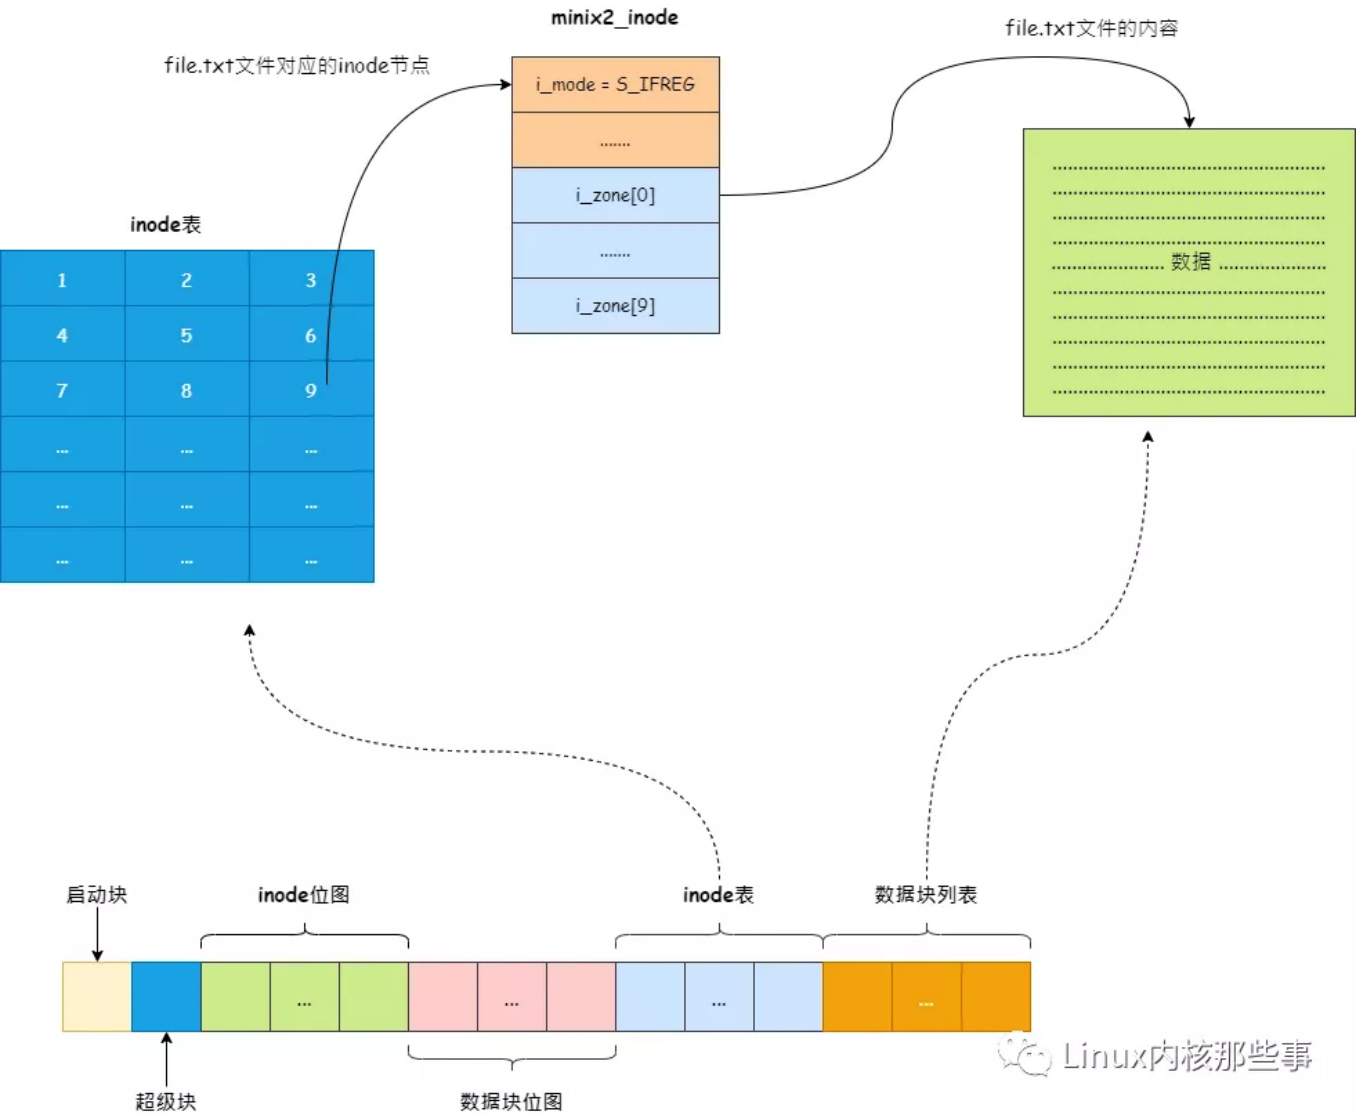 minix2_inode
file.txt文件的内容
file.txt文件对应的inode节点
i_mode = S_IFREG
.......
i_zone[0]
.......
i_zone[9]
数据
inode表
1 2 3
4 5 6
7 8 9
... ... ...
... ... ...
... ... ...
启动块 inode位图 inode表 数据块列表
... ... ... ...
超级块 数据块位图
Linux内核那些事